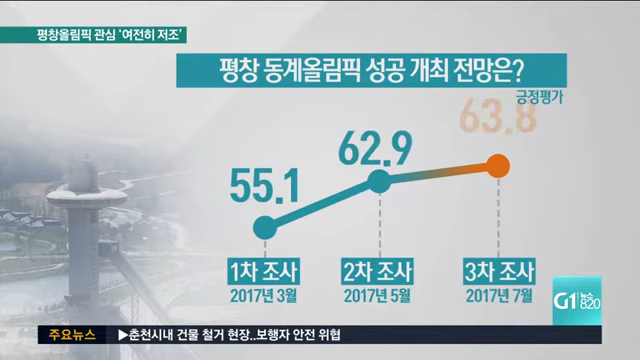 평창올림픽 관심 '여전히 저조'
평창 동계올림픽 성공 개최 전망은?
긍정평가
55.1
62.9
63.8
1차 조사
2차 조사
3차 조사
2017년 3월
2017년 5월
2017년 7월
G1 뉴스 820
주요뉴스 ▶춘천시내 건물 철거 현장..보행자 안전 위협